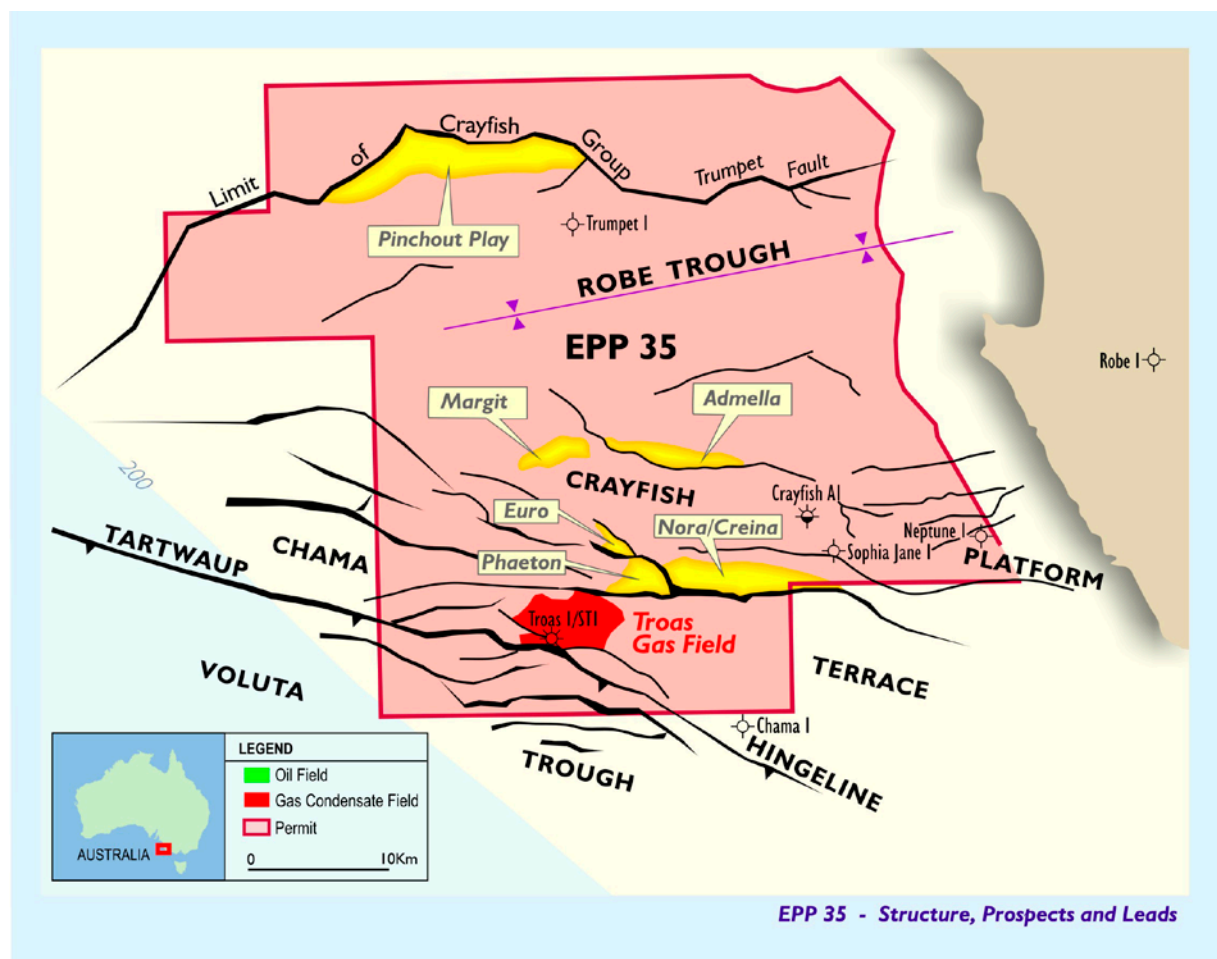 Crayfish
of
Group
Limit
Trumpet
Fault
Pinchout Play
Trumpet 1
ROBE TROUGH
EPP 35
Robe 1
Margit
Admella
200
CRAYFISH
Crayfish A1
Euro
Nora/Creina
Neptune 1
TARTWAUP
CHAMA
Phaeton
Sophia Jane 1
PLATFORM
Troas 1/ST1
Troas
Gas Field
VOLUTA
TERRACE
Chama 1
TROUGH
HINGELINE
AUSTRALIA
LEGEND
Oil Field
Gas Condensate Field
Permit
0 10Km
EPP 35 - Structure, Prospects and Leads